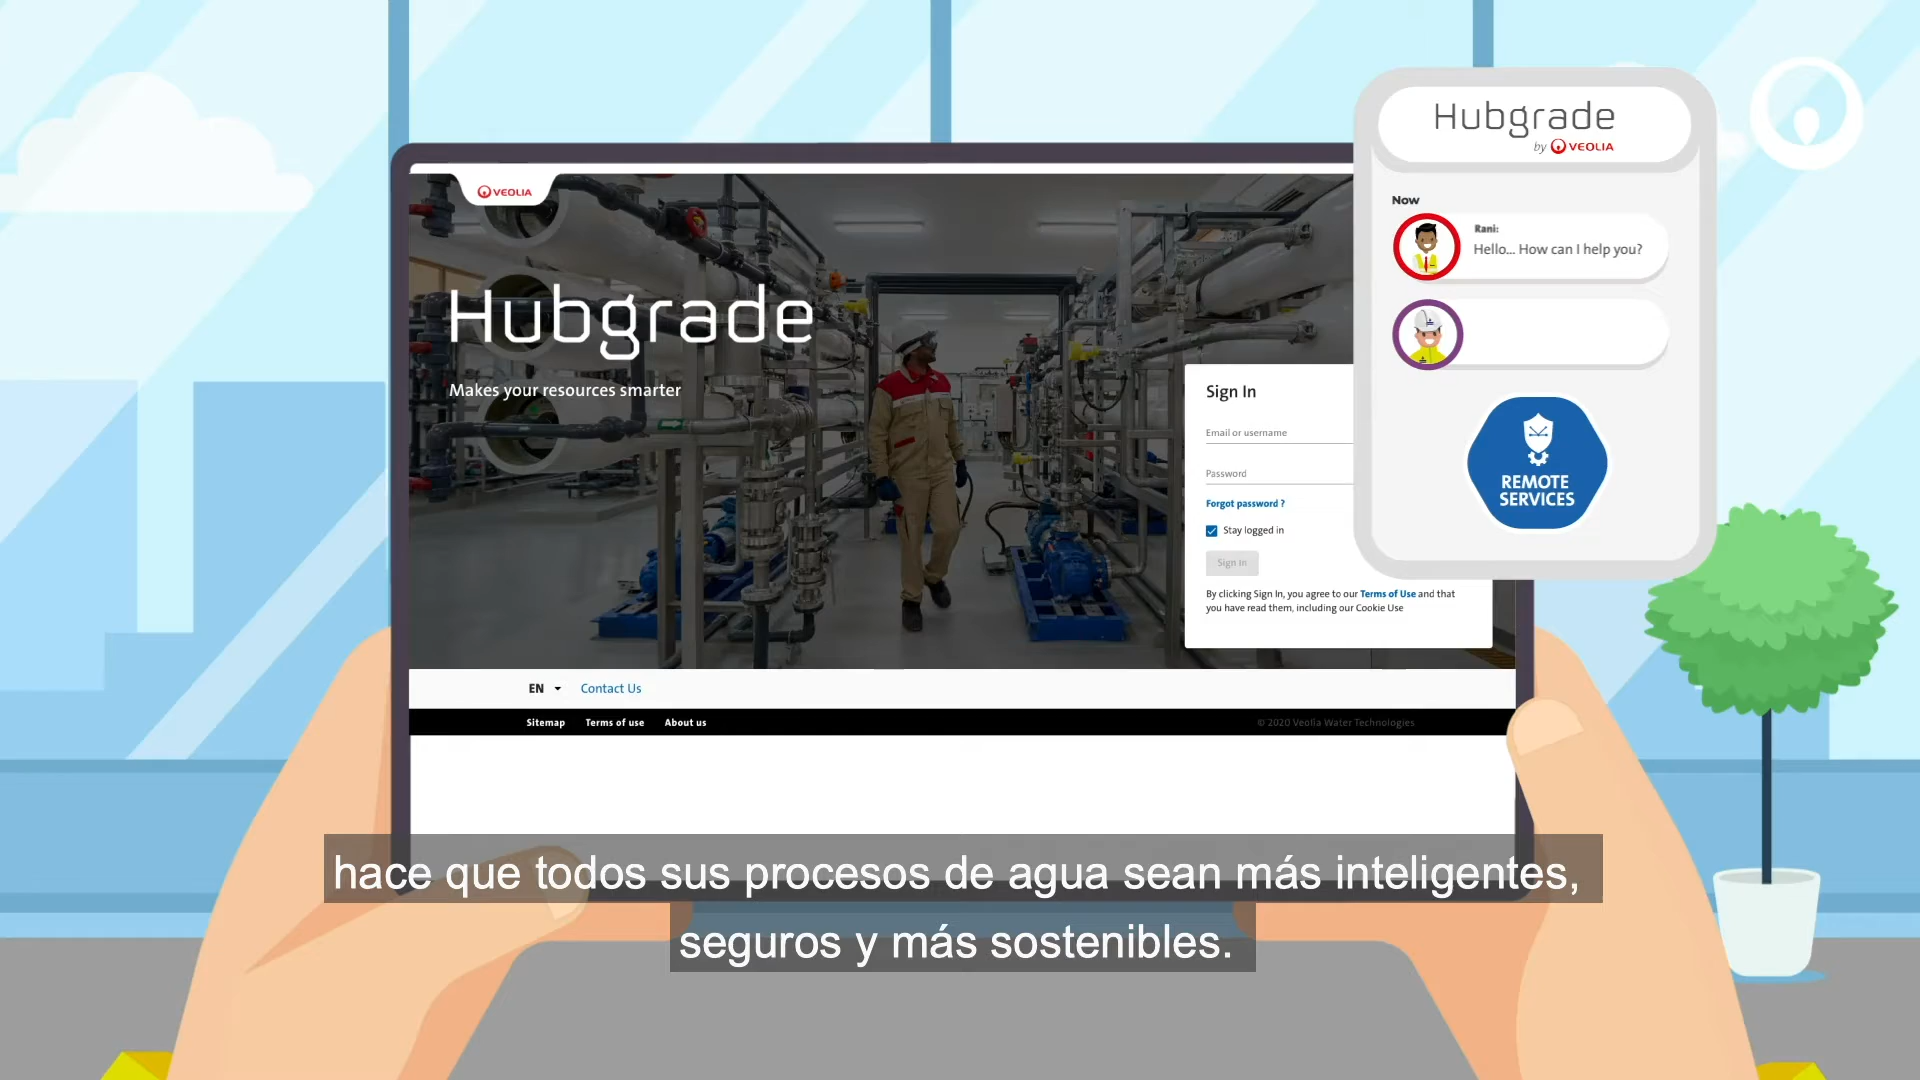 VEOLIA
Hubgrade
Makes your resources smarter
Sign In
Email or username
Password
Forgot password ?
Stay logged in
Sign In
By clicking Sign In, you agree to our Terms of Use and that
you have read them, including our Cookie Use
Hubgrade
by VEOLIA
Now
Rani:
Hello... How can I help you?
REMOTE
SERVICES
EN
Contact Us
Sitemap Terms of use About us
© 2020 Veolia Water Technologies
hace que todos sus procesos de agua sean más inteligentes,
seguros y más sostenibles.